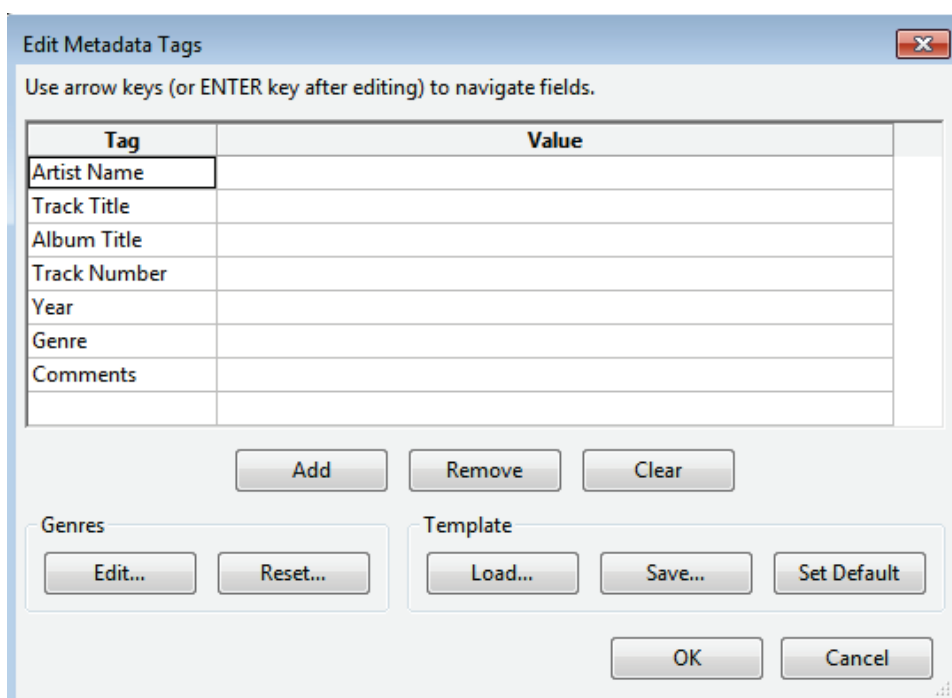 Edit Metadata Tags
Use arrow keys (or ENTER key after editing) to navigate fields.
Tag Value
Artist Name
Track Title
Album Title
Track Number
Year
Genre
Comments
Add Remove Clear
Genres Template
Edit... Reset... Load... Save... Set Default
OK Cancel